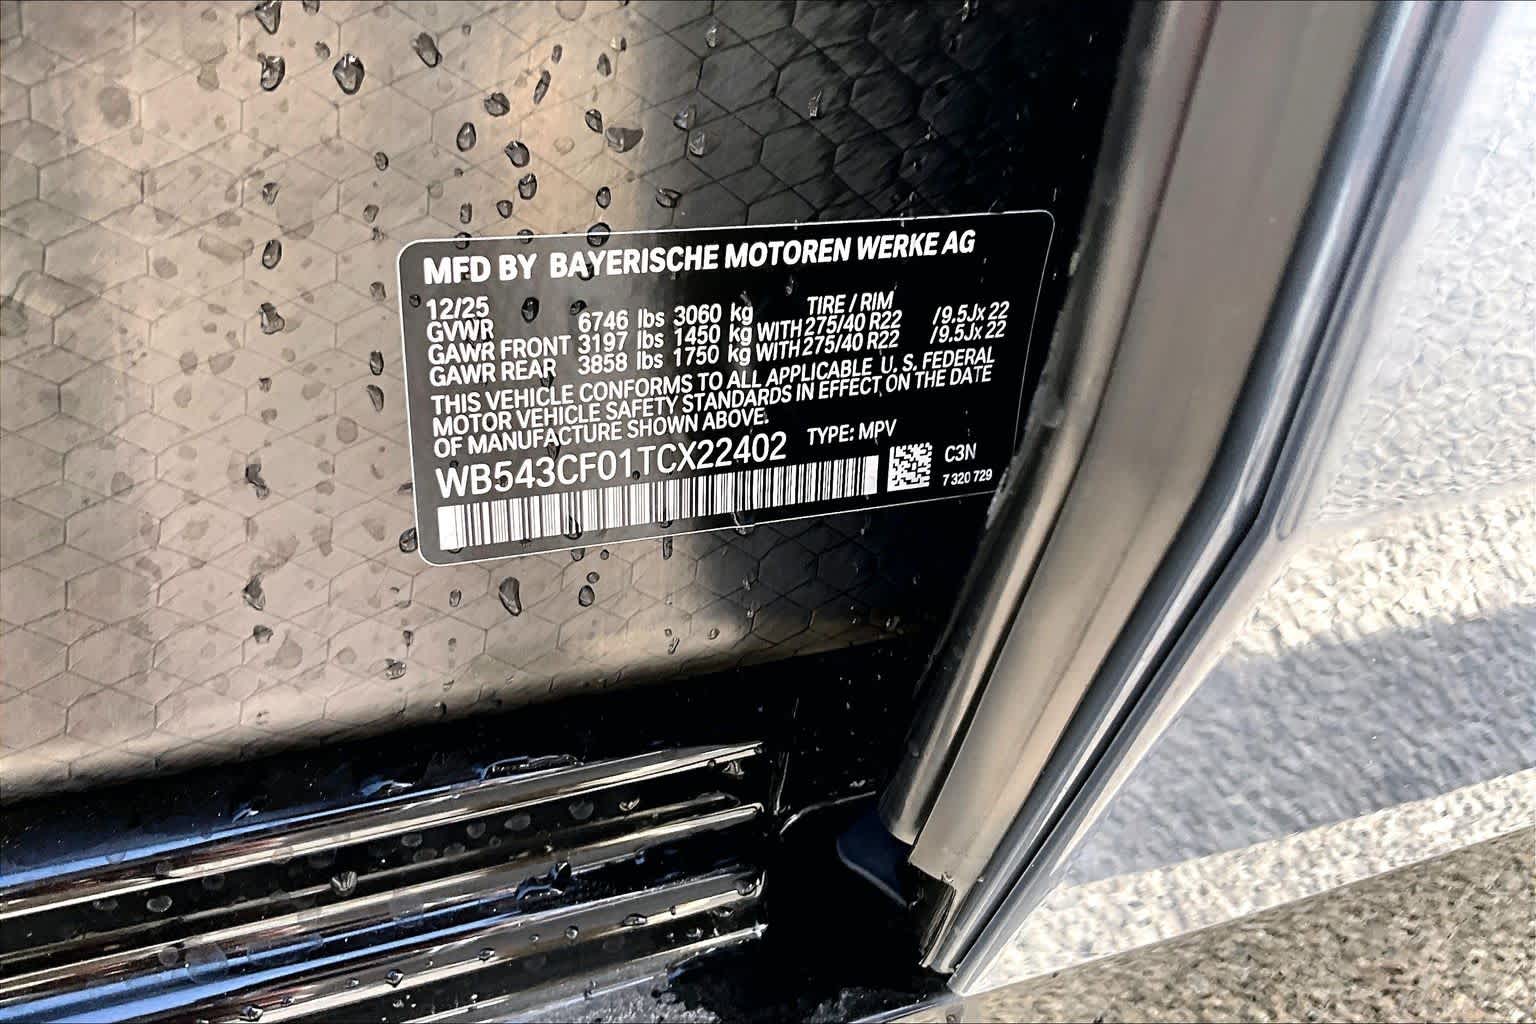 MFD BY BAYERISCHE MOTOREN WERKE AG
12/25 TIRE / RIM
GVWR 6746 lbs 3060 kg
GAWR FRONT 3197 lbs 1450 kg WITH 275/40 R22 /9.5Jx 22
GAWR REAR 3858 lbs 1750 kg WITH 275/40 R22 /9.5Jx 22
THIS VEHICLE CONFORMS TO ALL APPLICABLE U. S. FEDERAL
MOTOR VEHICLE SAFETY STANDARDS IN EFFECT ON THE DATE
OF MANUFACTURE SHOWN ABOVE.
WB543CF01TCX22402 TYPE: MPV
C3N
7 320 729